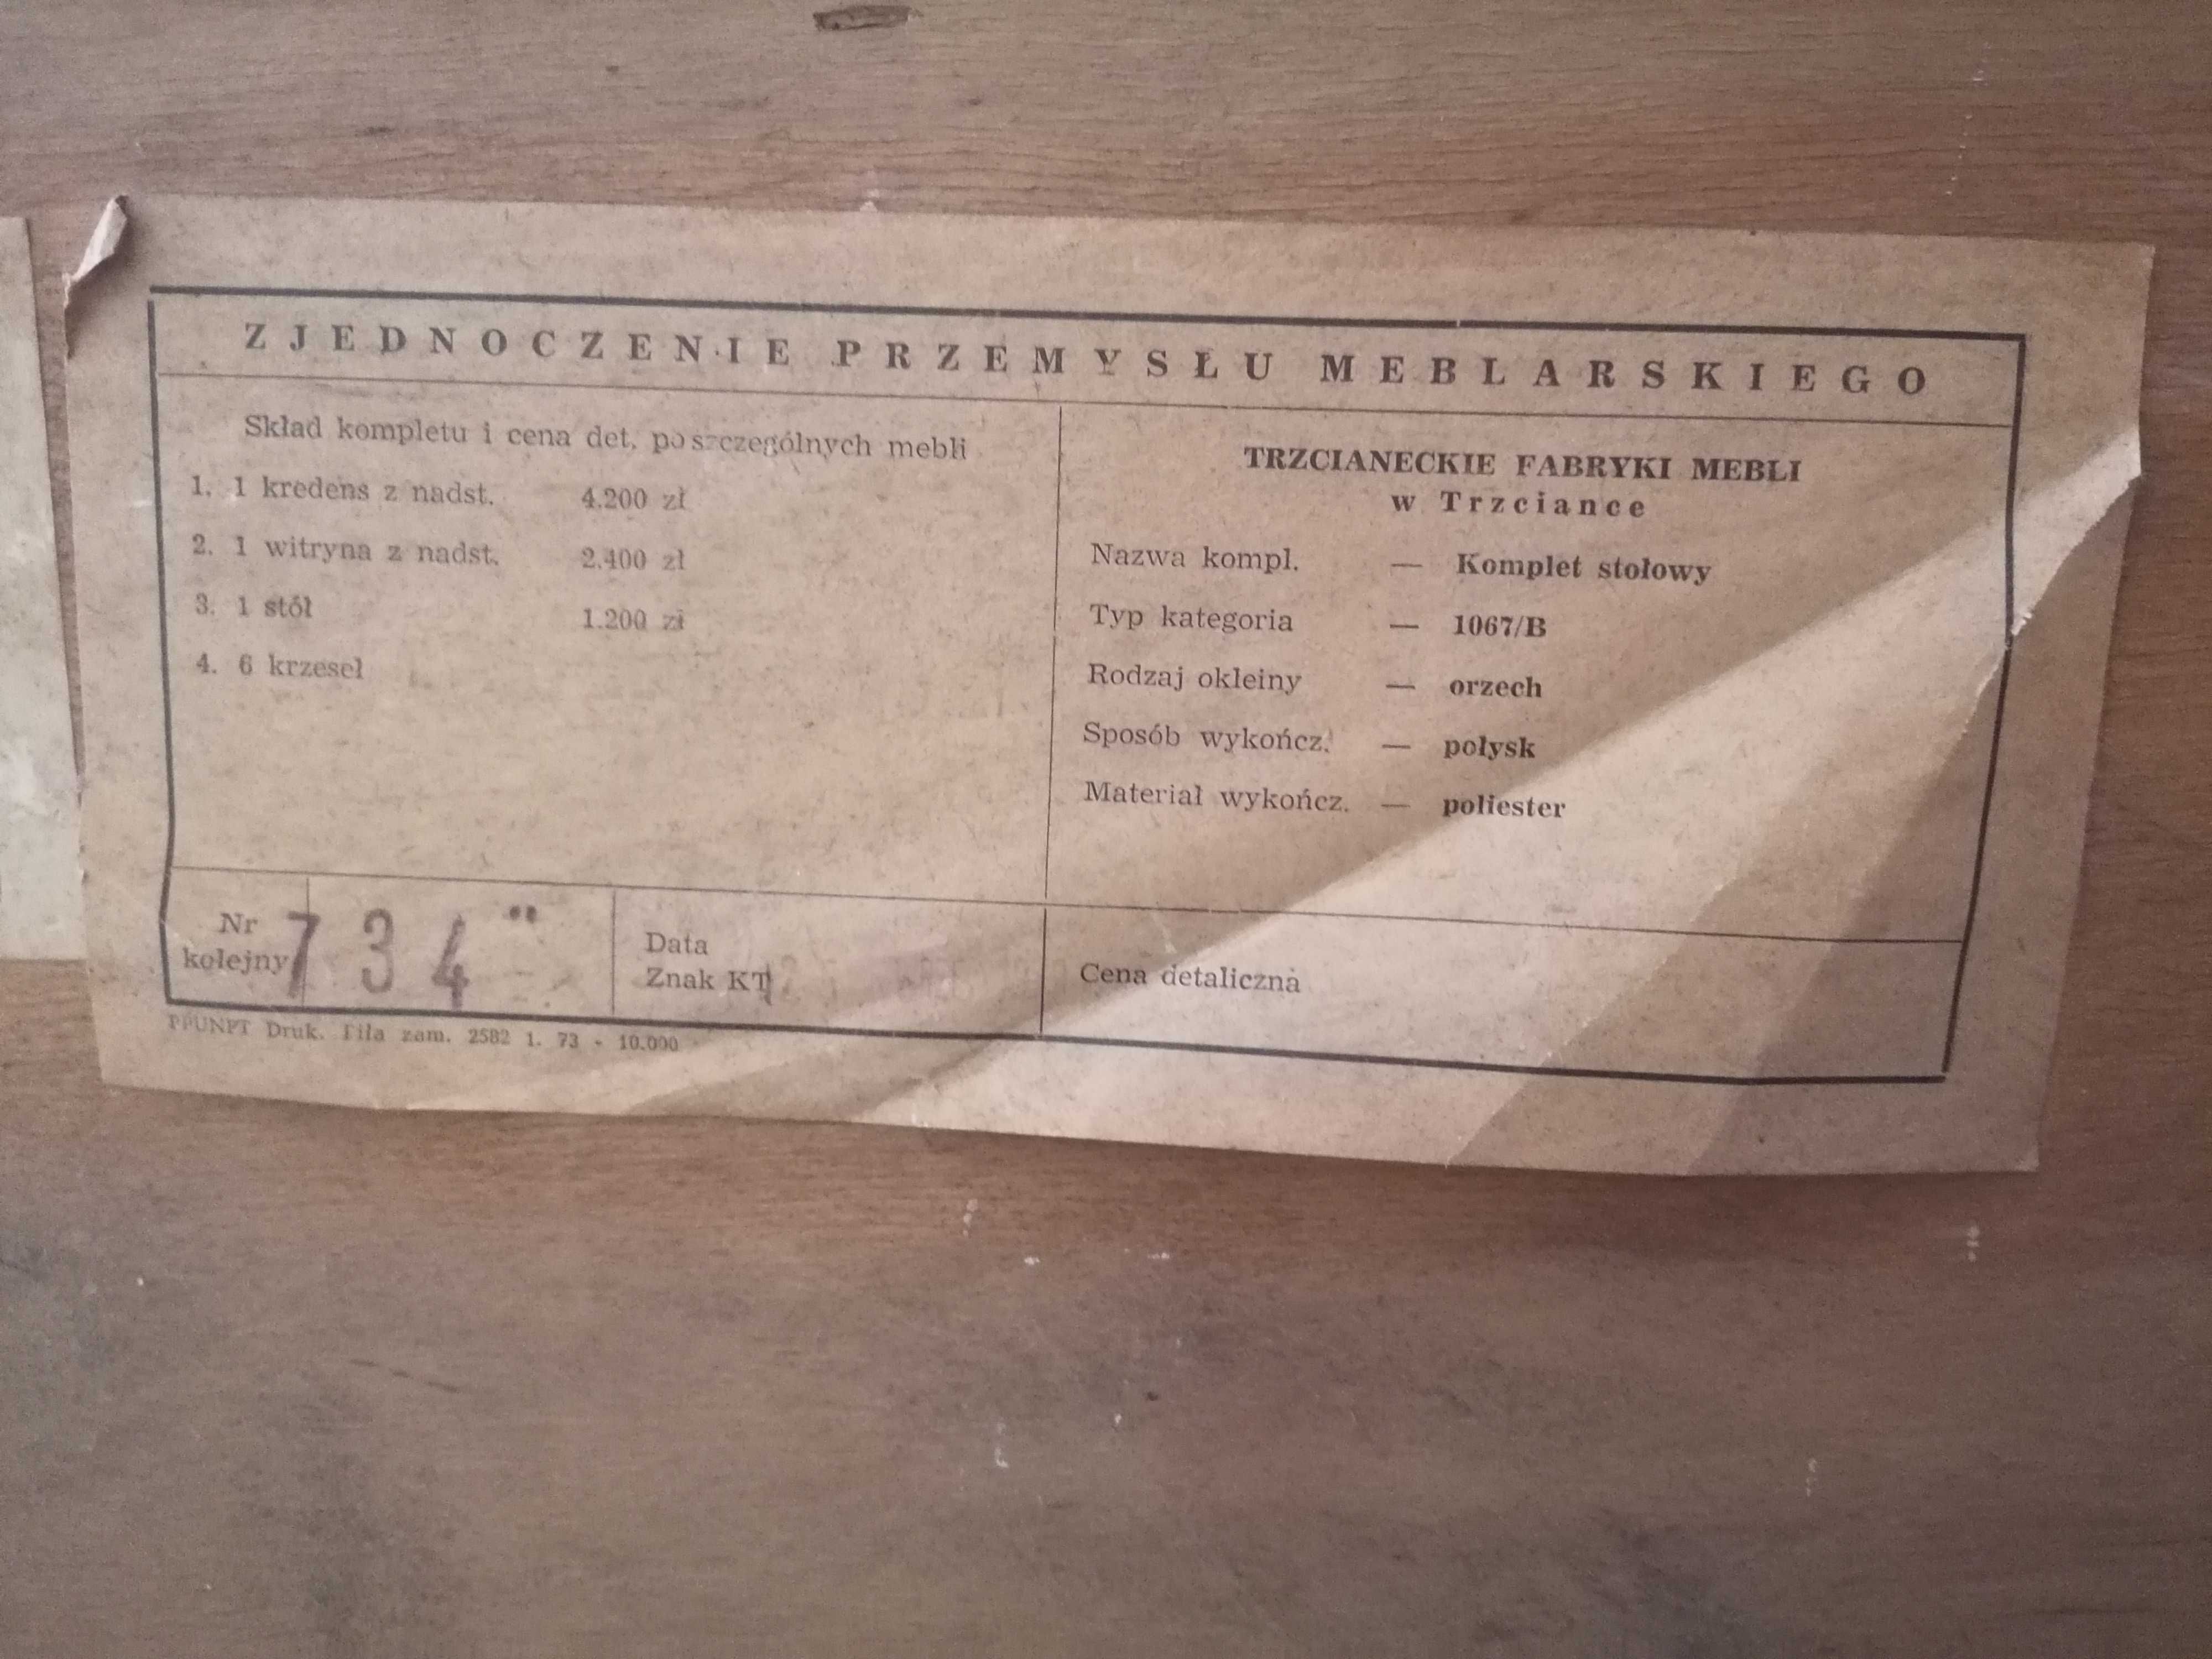 ZJEDNOCZENIE PRZEMYSŁU MEBLARSKIEGO
Skład kompletu i cena det. poszczególnych mebli
1. 1 kredens z nadst. 4.200 zł
2. 1 witryna z nadst. 2.400 zł
3. 1 stół 1.200 zł
4. 6 krzeseł
TRZCIANECKIE FABRYKI MEBLI
w Trzciance
Nazwa kompl. — Komplet stołowy
Typ kategoria — 1067/B
Rodzaj okleiny — orzech
Sposób wykończ. — połysk
Materiał wykończ. — poliester
Nr kolejny 734
Data
Znak KT
Cena detaliczna
Druk. Piła zam. 2582 1. 73 - 10.000